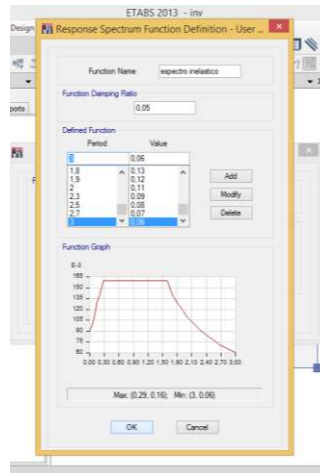 ETABS 2013 - inv
Design
Response Spectrum Function Definition - User ...
Function Name espectro inelastico
Function Damping Ratio
0,05
ports
Defined Function
Period Value
3 0,06
1,8 0,13
1,9 0,12
2 0,11
2,3 0,09
2,5 0,08
2,7 0,07
3 0,06
Add
Modify
Delete
Function Graph
E-3
165
150
135
120
105
90
75
60
0,00 0,30 0,60 0,90 1,20 1,50 1,80 2,10 2,40 2,70 3,00
Max: (0,29, 0,16); Min: (3, 0,06)
OK Cancel